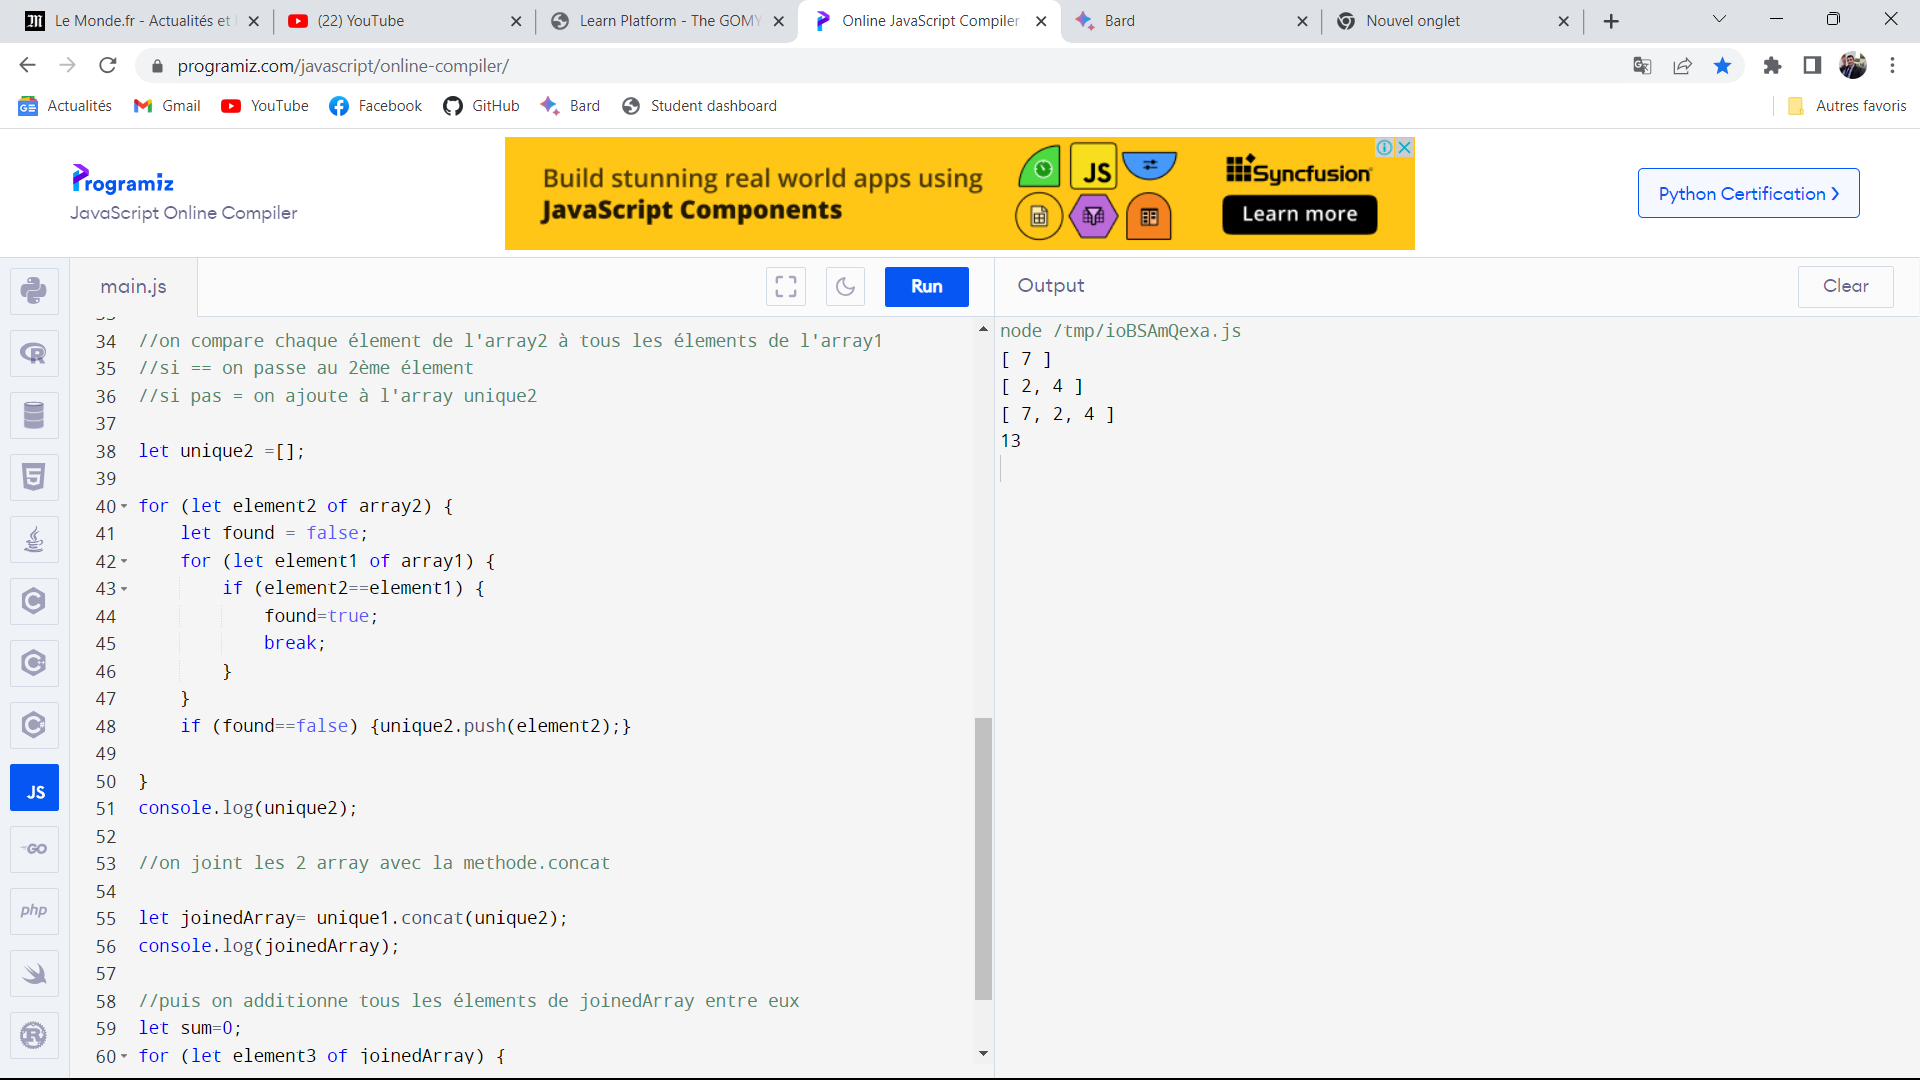 Le Monde.fr - Actualités et
(22) YouTube
Learn Platform - The GOMY
Online JavaScript Compiler
Bard
Nouvel onglet
programiz.com/javascript/online-compiler/
Actualités
Gmail
YouTube
Facebook
GitHub
Bard
Student dashboard
Autres favoris
Programiz
JavaScript Online Compiler
Build stunning real world apps using
JavaScript Components
JS
Syncfusion
Learn more
Python Certification >
main.js
Run
Output
Clear
34 //on compare chaque élement de l'array2 à tous les élements de l'array1
35 //si == on passe au 2ème élement
36 //si pas = on ajoute à l'array unique2
37
38 let unique2 =[];
39
40 for (let element2 of array2) {
41     let found = false;
42     for (let element1 of array1) {
43         if (element2==element1) {
44             found=true;
45             break;
46         }
47     }
48     if (found==false) {unique2.push(element2);}
49
50 }
51 console.log(unique2);
52
53 //on joint les 2 array avec la methode.concat
54
55 let joinedArray= unique1.concat(unique2);
56 console.log(joinedArray);
57
58 //puis on additionne tous les élements de joinedArray entre eux
59 let sum=0;
60 for (let element3 of joinedArray) {
node /tmp/ioBSAmQexa.js
[ 7 ]
[ 2, 4 ]
[ 7, 2, 4 ]
13
R
5
C
C
C
JS
GO
php
R